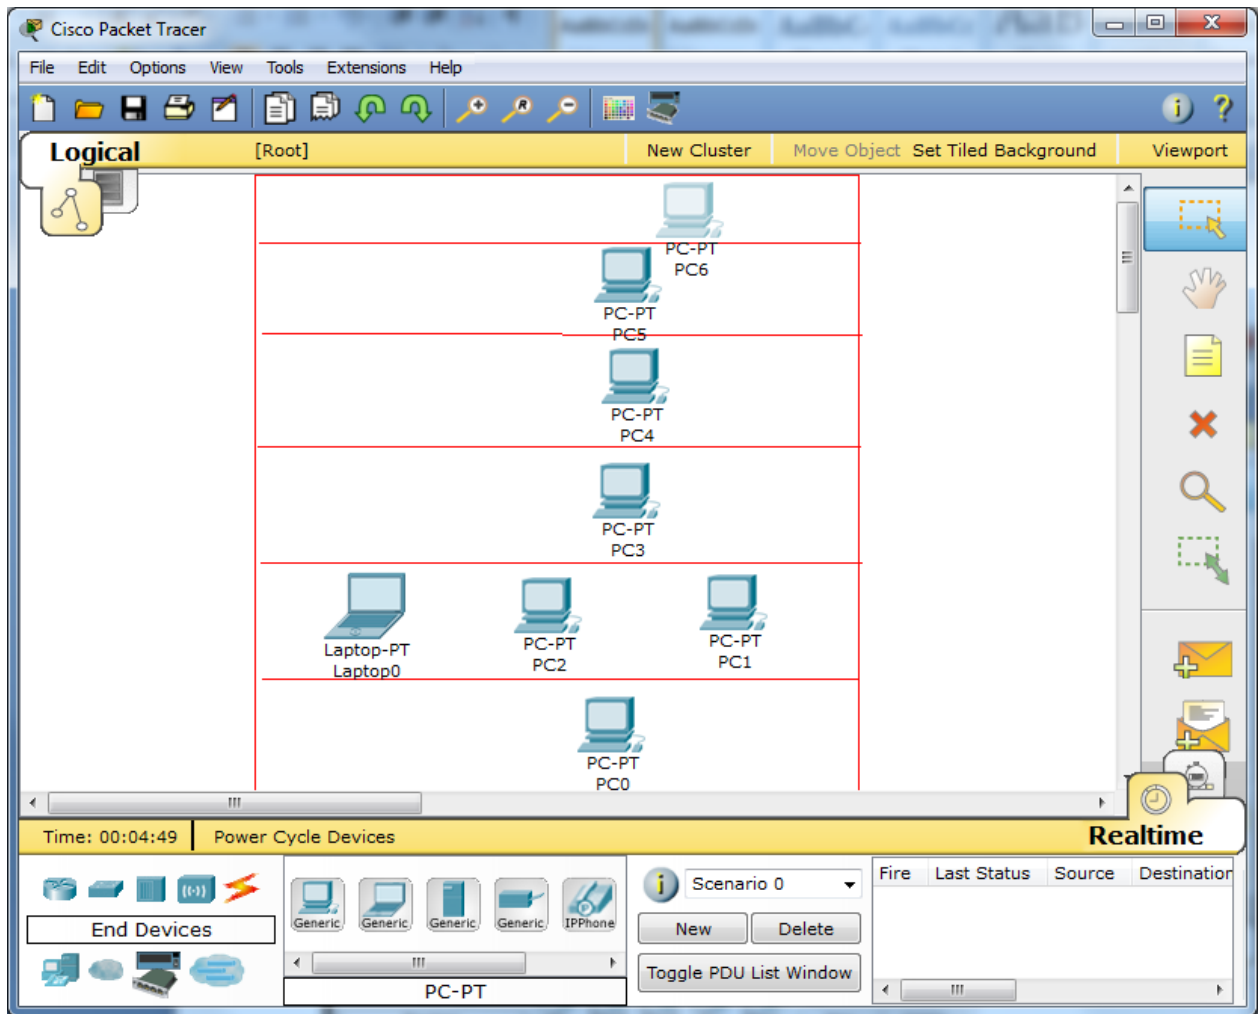 Cisco Packet Tracer
File Edit Options View Tools Extensions Help
Logical [Root] New Cluster Move Object Set Tiled Background Viewport
PC-PT
PC6
PC-PT
PC5
PC-PT
PC4
PC-PT
PC3
Laptop-PT
Laptop0
PC-PT
PC2
PC-PT
PC1
PC-PT
PC0
Time: 00:04:49 Power Cycle Devices Realtime
End Devices
Generic Generic Generic Generic IPPhone
PC-PT
Scenario 0
New Delete
Toggle PDU List Window
Fire Last Status Source Destination